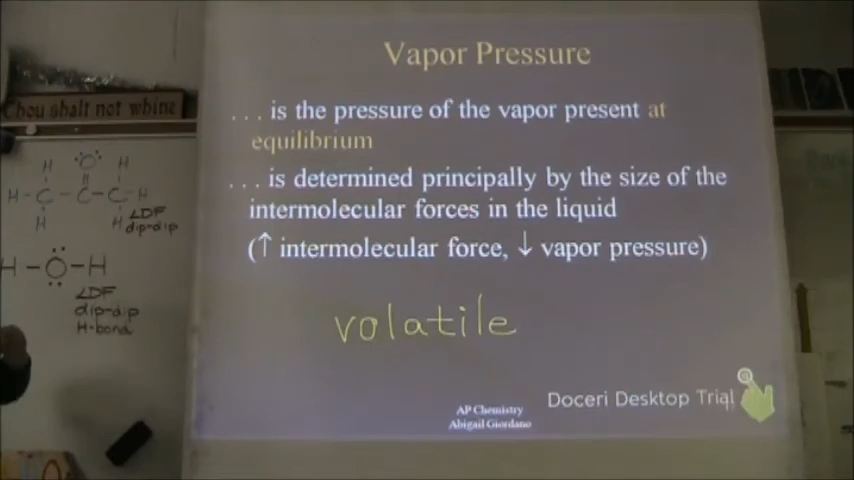 Vapor Pressure
. . . is the pressure of the vapor present at
equilibrium
. . . is determined principally by the size of the
intermolecular forces in the liquid
(↑ intermolecular force, ↓ vapor pressure)
volatile
AP Chemistry
Abigail Giordano
Doceri Desktop Trial
Thou shalt not whine
H :O: H
H-C-C-C-H
H H
LDF
dip-dip
H-O-H
LDF
dip-dip
H-bond